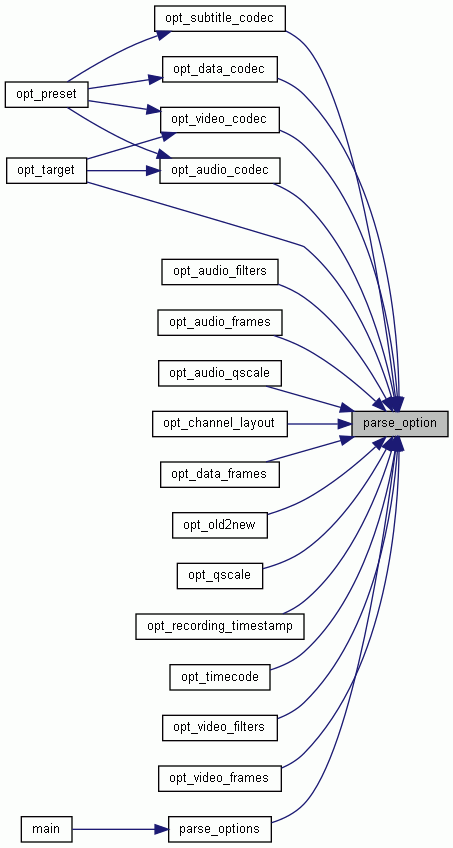 opt_subtitle_codec
opt_data_codec
opt_preset
opt_video_codec
opt_target
opt_audio_codec
opt_audio_filters
opt_audio_frames
opt_audio_qscale
opt_channel_layout
parse_option
opt_data_frames
opt_old2new
opt_qscale
opt_recording_timestamp
opt_timecode
opt_video_filters
opt_video_frames
main
parse_options